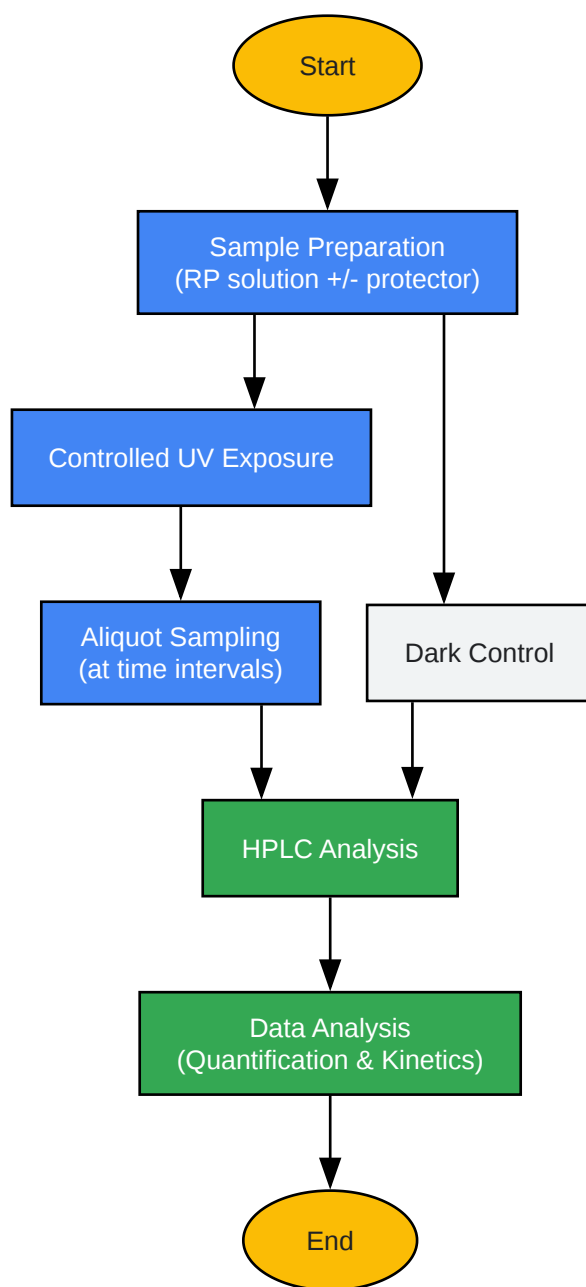 Start
Sample Preparation
(RP solution +/- protector)
Controlled UV Exposure
Aliquot Sampling
(at time intervals)
Dark Control
HPLC Analysis
Data Analysis
(Quantification & Kinetics)
End